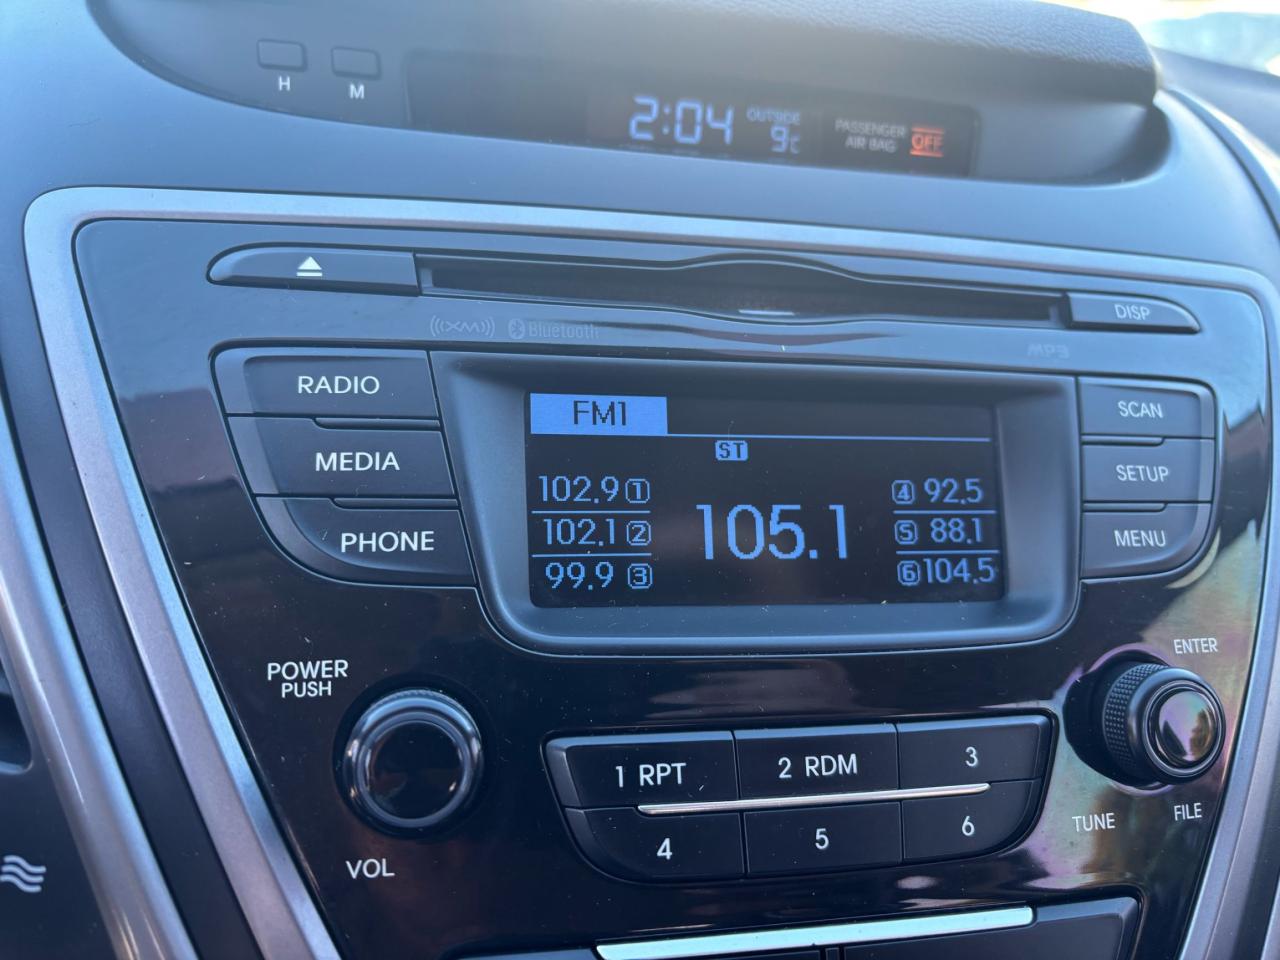 H
M
2:04
OUTSIDE
9°C
PASSENGER
AIR BAG
OFF
DISP
((XM))
Bluetooth
MP3
RADIO
MEDIA
PHONE
FM1
ST
102.9 1
102.1 2
99.9 3
105.1
4 92.5
5 88.1
6 104.5
SCAN
SETUP
MENU
POWER
PUSH
VOL
1 RPT
2 RDM
3
4
5
6
ENTER
TUNE
FILE